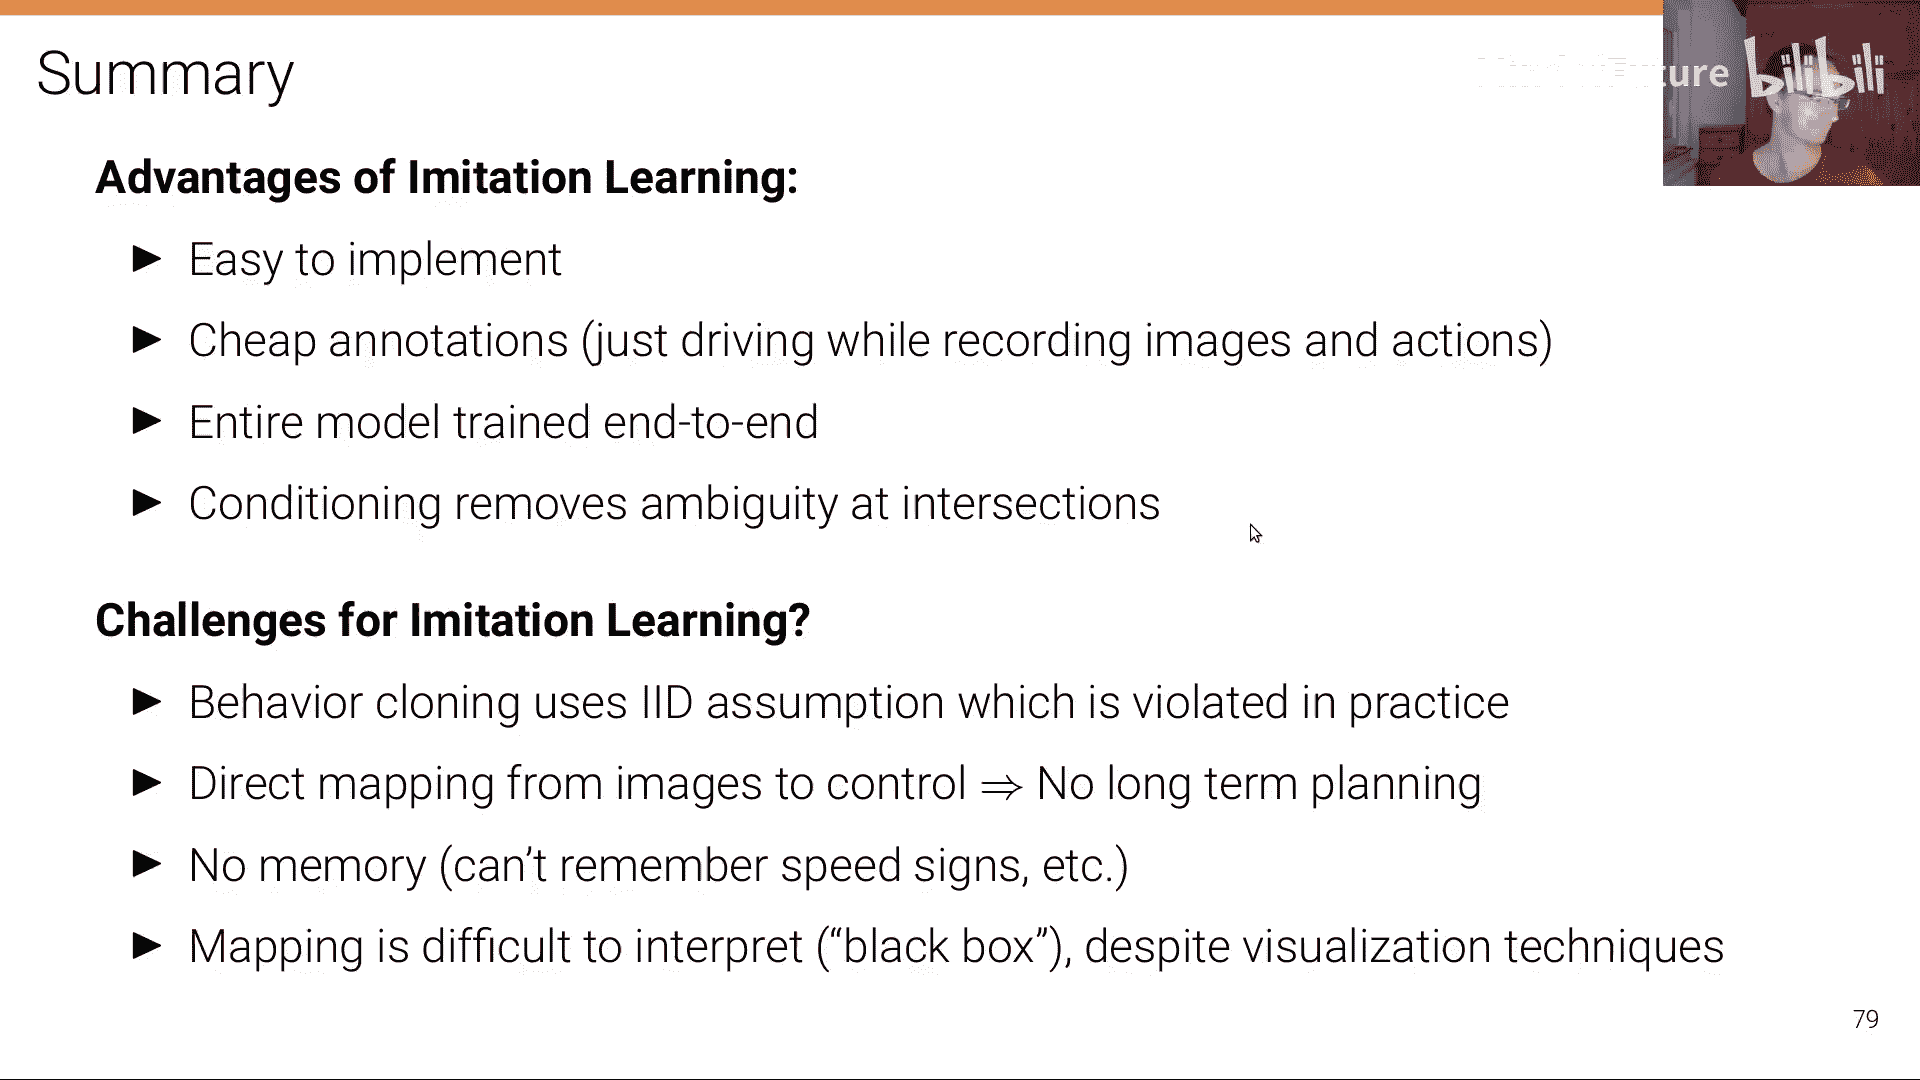 Summary
bilibili
Advantages of Imitation Learning:
► Easy to implement
► Cheap annotations (just driving while recording images and actions)
► Entire model trained end-to-end
► Conditioning removes ambiguity at intersections
Challenges for Imitation Learning?
► Behavior cloning uses IID assumption which is violated in practice
► Direct mapping from images to control ⇒ No long term planning
► No memory (can’t remember speed signs, etc.)
► Mapping is difficult to interpret (“black box”), despite visualization techniques
79